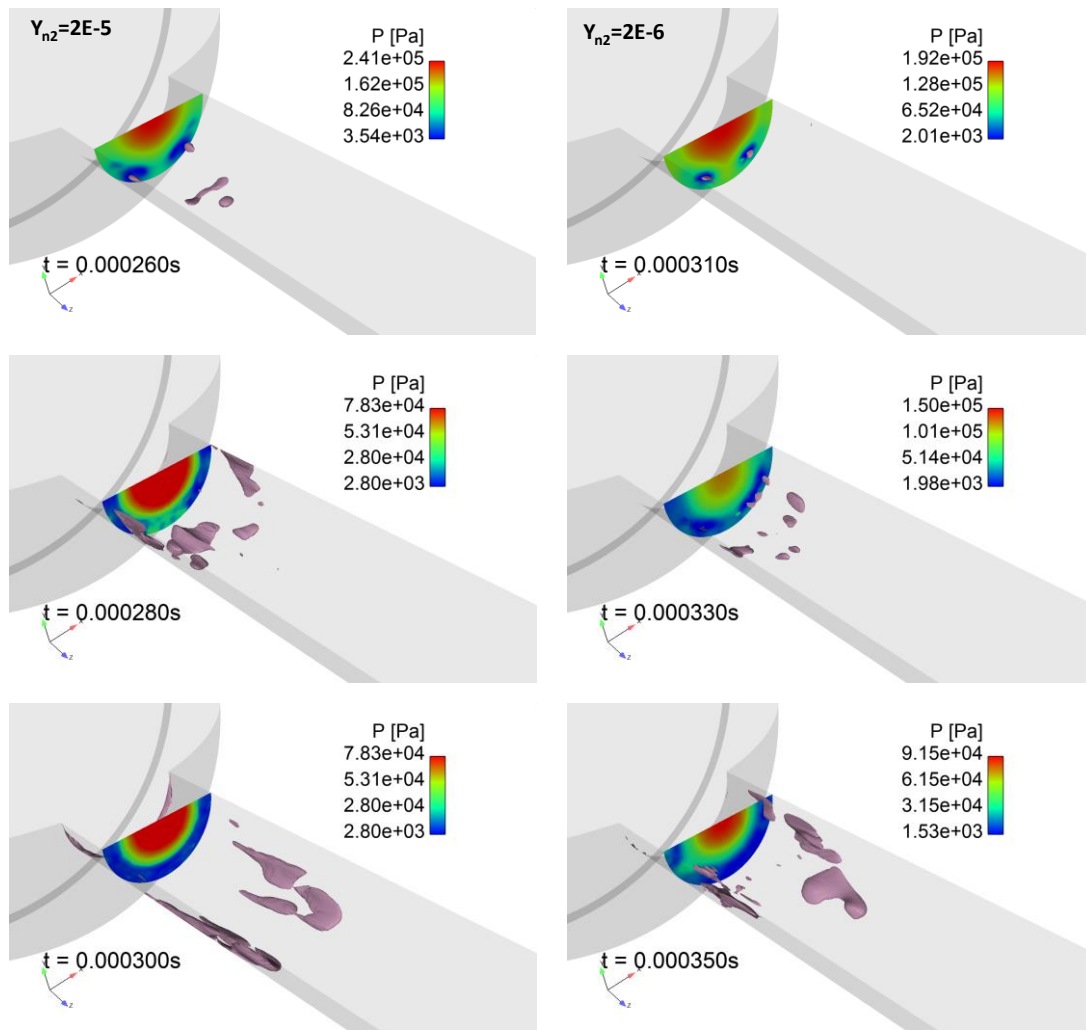 Yn2=2E-5
P [Pa]
2.41e+05
1.62e+05
8.26e+04
3.54e+03
t = 0.000260s
z
Yn2=2E-6
P [Pa]
1.92e+05
1.28e+05
6.52e+04
2.01e+03
t = 0.000310s
z
P [Pa]
7.83e+04
5.31e+04
2.80e+04
2.80e+03
t = 0.000280s
z
P [Pa]
1.50e+05
1.01e+05
5.14e+04
1.98e+03
t = 0.000330s
z
P [Pa]
7.83e+04
5.31e+04
2.80e+04
2.80e+03
t = 0.000300s
z
P [Pa]
9.15e+04
6.15e+04
3.15e+04
1.53e+03
t = 0.000350s
z